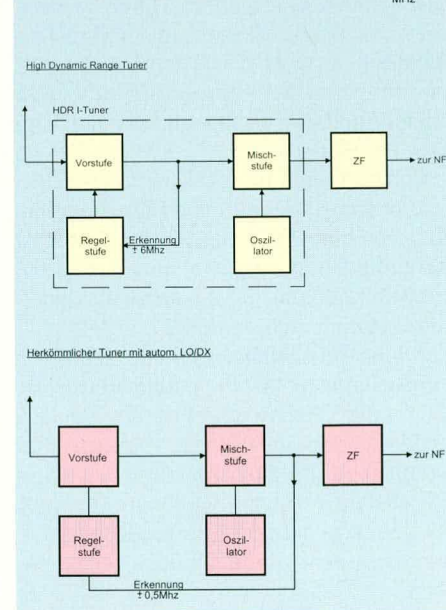 MHz
High Dynamic Range Tuner
HDR I-Tuner
Vorstufe
Misch-
stufe
ZF
zur NF
Regel-
stufe
Erkennung
± 6Mhz
Oszil-
lator
Herkömmlicher Tuner mit autom. LO/DX
Vorstufe
Misch-
stufe
ZF
zur NF
Regel-
stufe
Oszil-
lator
Erkennung
± 0,5Mhz